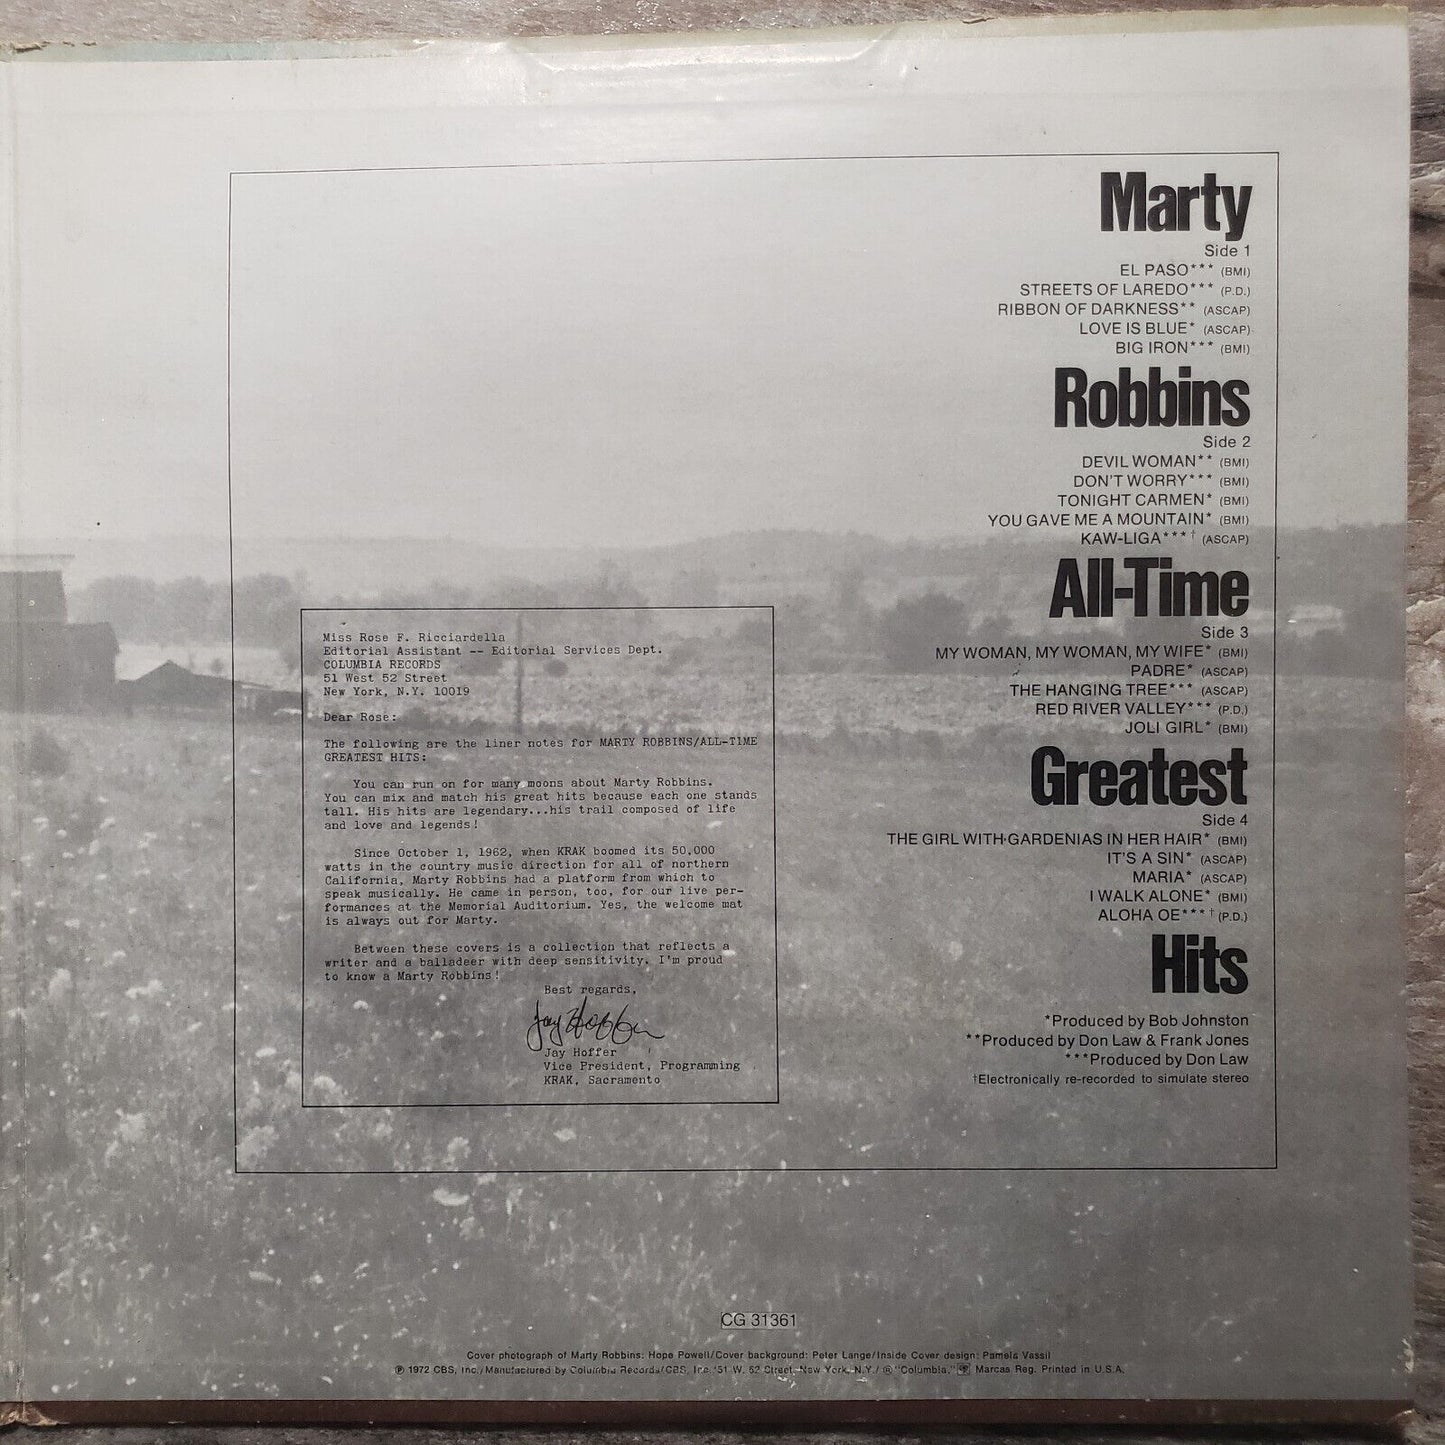 Marty
Side 1
EL PASO*** (BMI)
STREETS OF LAREDO*** (P.D.)
RIBBON OF DARKNESS** (ASCAP)
LOVE IS BLUE* (ASCAP)
BIG IRON*** (BMI)
Robbins
Side 2
DEVIL WOMAN** (BMI)
DON'T WORRY*** (BMI)
TONIGHT CARMEN* (BMI)
YOU GAVE ME A MOUNTAIN* (BMI)
KAW-LIGA***† (ASCAP)
All-Time
Side 3
MY WOMAN, MY WOMAN, MY WIFE* (BMI)
PADRE* (ASCAP)
THE HANGING TREE*** (ASCAP)
RED RIVER VALLEY*** (P.D.)
JOLI GIRL* (BMI)
Greatest
Side 4
THE GIRL WITH GARDENIAS IN HER HAIR* (BMI)
IT'S A SIN* (ASCAP)
MARIA* (ASCAP)
I WALK ALONE* (BMI)
ALOHA OE***† (P.D.)
Hits
*Produced by Bob Johnston
**Produced by Don Law & Frank Jones
***Produced by Don Law
†Electronically re-recorded to simulate stereo
Miss Rose F. Ricciardella
Editorial Assistant -- Editorial Services Dept.
COLUMBIA RECORDS
51 West 52 Street
New York, N.Y. 10019
Dear Rose:
The following are the liner notes for MARTY ROBBINS/ALL-TIME
GREATEST HITS:
You can run on for many moons about Marty Robbins.
You can mix and match his great hits because each one stands
tall. His hits are legendary...his trail composed of life
and love and legends!
Since October 1, 1962, when KRAK boomed its 50,000
watts in the country music direction for all of northern
California, Marty Robbins had a platform from which to
speak musically. He came in person, too, for our live per-
formances at the Memorial Auditorium. Yes, the welcome mat
is always out for Marty.
Between these covers is a collection that reflects a
writer and a balladeer with deep sensitivity. I'm proud
to know a Marty Robbins!
Best regards,
Jay Hoffer
Jay Hoffer
Vice President, Programming
KRAK, Sacramento
CG 31361
Cover photograph of Marty Robbins: Hope Powell/Cover background: Peter Lange/Inside Cover design: Pamela Vassil
℗ 1972 CBS, Inc./Manufactured by Columbia Records/CBS, Inc./51 W. 52 Street, New York, N.Y./® "Columbia," Marcas Reg. Printed in U.S.A.